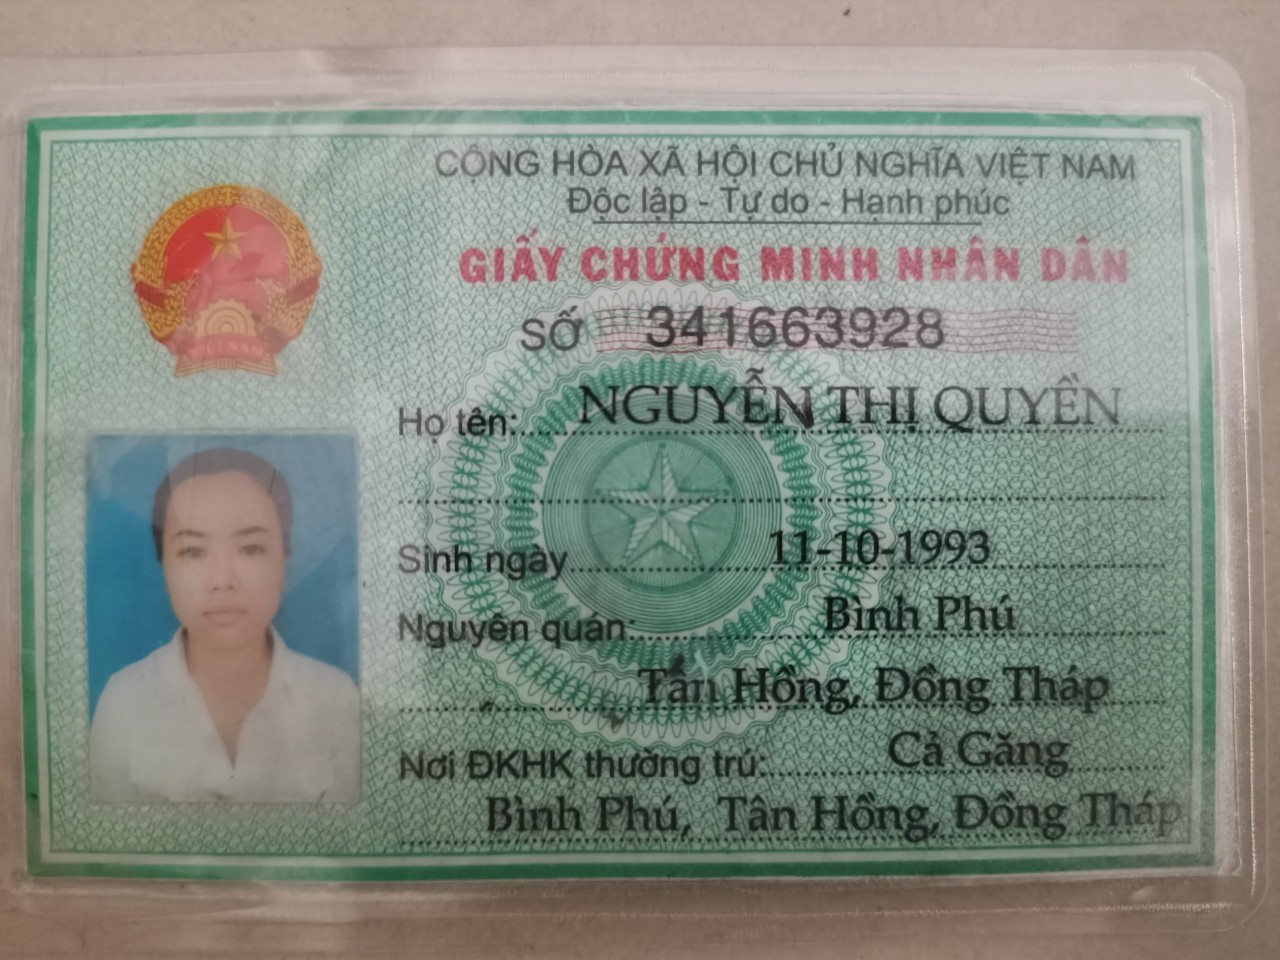 CỘNG HÒA XÃ HỘI CHỦ NGHĨA VIỆT NAM
Độc lập - Tự do - Hạnh phúc
GIẤY CHỨNG MINH NHÂN DÂN
SỐ 341663928
Họ tên: NGUYỄN THỊ QUYỀN
Sinh ngày 11-10-1993
Nguyên quán: Bình Phú
Tân Hồng, Đồng Tháp
Nơi ĐKHK thường trú: Cả Găng
Bình Phú, Tân Hồng, Đồng Tháp